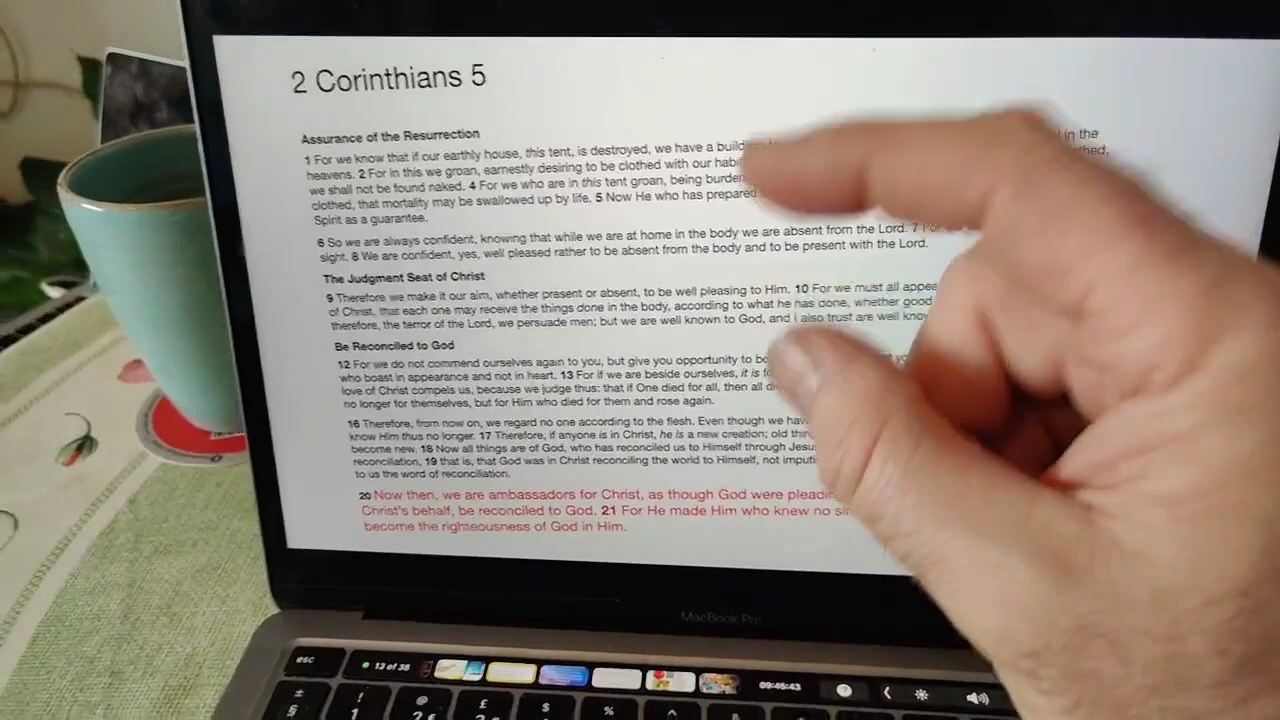 2 Corinthians 5
Assurance of the Resurrection
1 For we know that if our earthly house, this tent, is destroyed, we have a in the
heavens. 2 For in this we groan, earnestly desiring to be clothed with our
we shall not be found naked. 4 For we who are in this tent groan, being
clothed, that mortality may be swallowed up by life. 5 Now He who has prepared
Spirit as a guarantee.
6 So we are always confident, knowing that while we are at home in the body we are absent from the Lord. 7
sight. 8 We are confident, yes, well pleased rather to be absent from the body and to be present with the Lord.
The Judgment Seat of Christ
9 Therefore we make it our aim, whether present or absent, to be well pleasing to Him. 10 For we must all
of Christ, that each one may receive the things done in the body, according to what he has done, whether good
therefore, the terror of the Lord, we persuade men; but we are well known to God, and I also trust are well
Be Reconciled to God
12 For we do not commend ourselves again to you, but give you opportunity to
who boast in appearance and not in heart. 13 For if we are beside ourselves, it is
love of Christ compels us, because we judge thus: that if One died for all, then all
no longer for themselves, but for Him who died for them and rose again.
16 Therefore, from now on, we regard no one according to the flesh. Even though we
know Him thus no longer. 17 Therefore, if anyone is in Christ, he is a new creation; old
become new. 18 Now all things are of God, who has reconciled us to Himself through
reconciliation, 19 that is, that God was in Christ reconciling the world to Himself, not
to us the word of reconciliation.
20 Now then, we are ambassadors for Christ, as though God were
Christ's behalf, be reconciled to God. 21 For He made Him who knew no
become the righteousness of God in Him.
MacBook Pro
esc 13 of 36 09:46:43
± ! @ £ $ % ^
§ 1